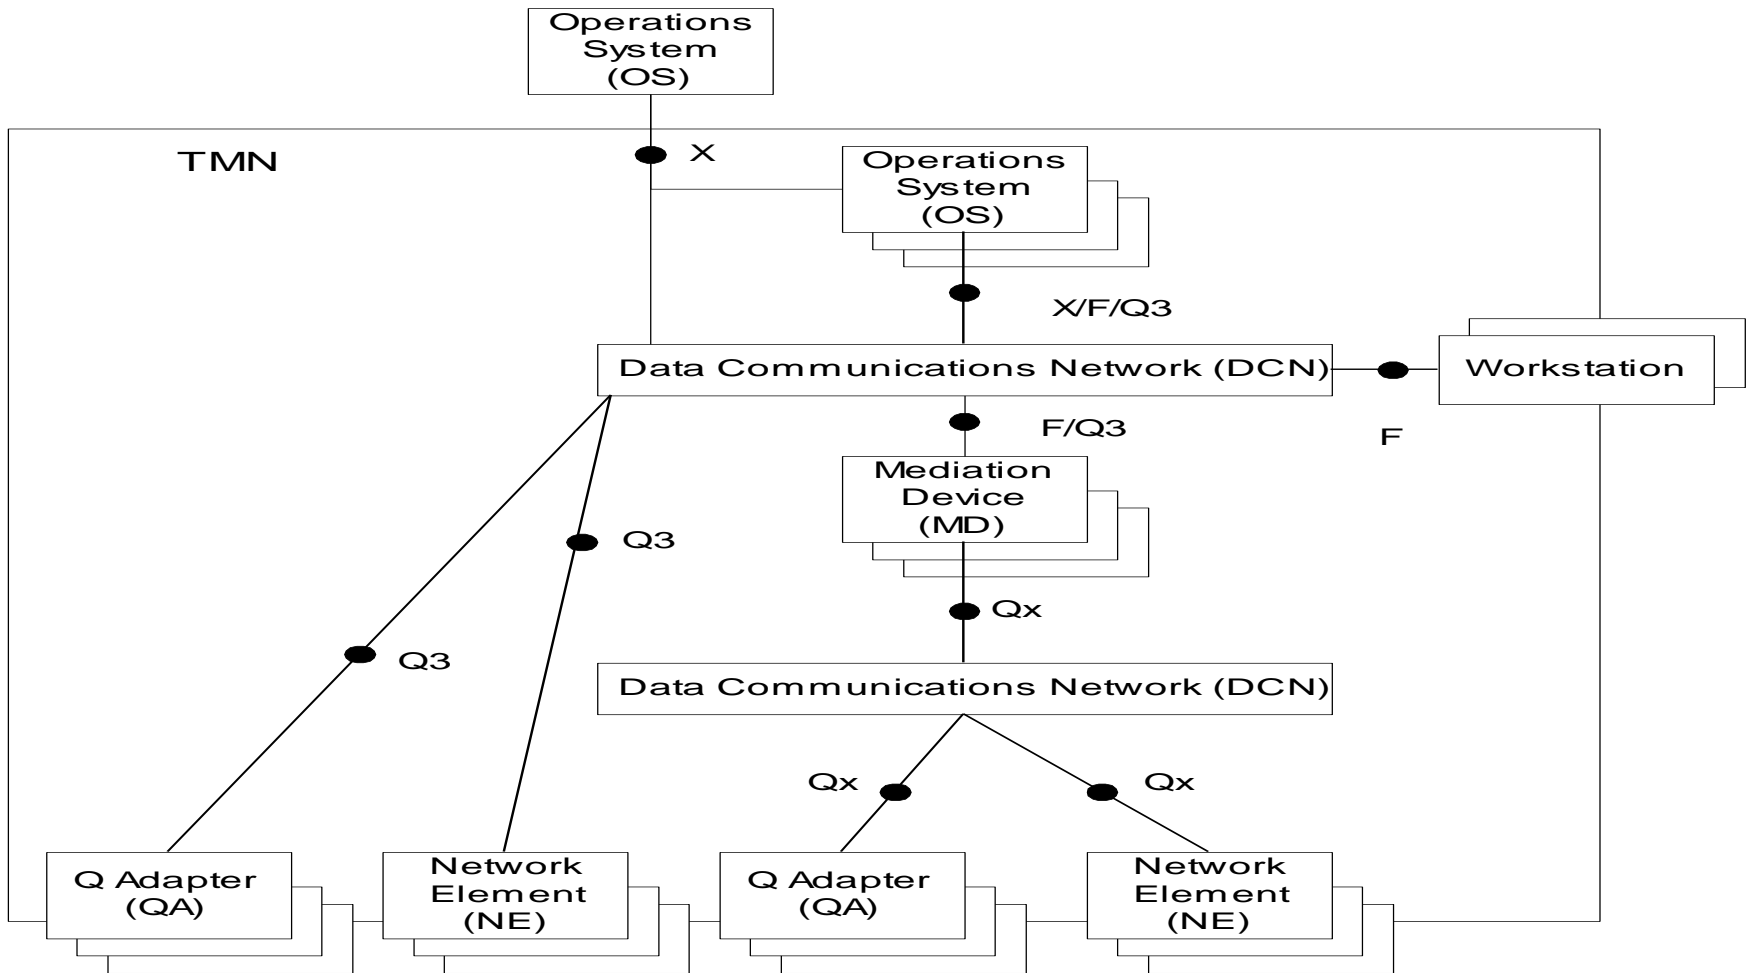 Operations
System
(OS)
TMN
X
Operations
System
(OS)
X/F/Q3
Data Communications Network (DCN)
Workstation
F/Q3
F
Mediation
Device
(MD)
Q3
Qx
Q3
Data Communications Network (DCN)
Qx
Qx
Q Adapter
(QA)
Network
Element
(NE)
Q Adapter
(QA)
Network
Element
(NE)